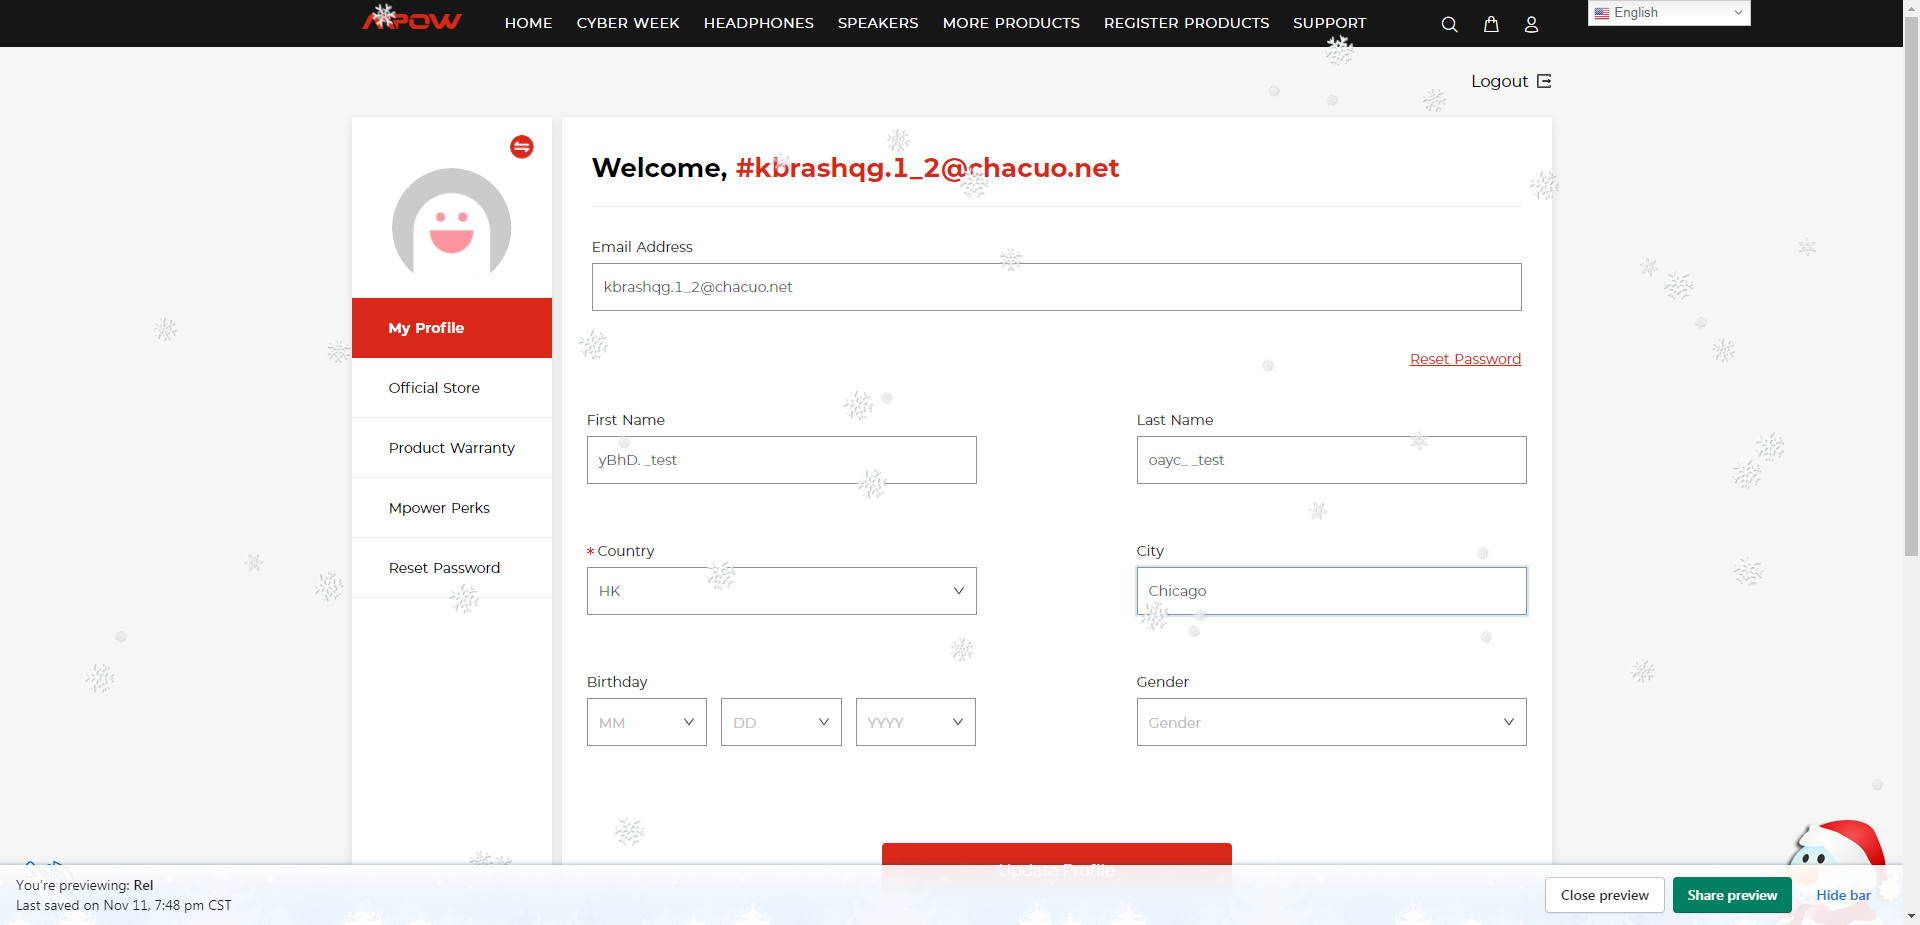 MPOW
HOME CYBER WEEK HEADPHONES SPEAKERS MORE PRODUCTS REGISTER PRODUCTS SUPPORT
English
Logout
Welcome, #kbrashqg.1_2@chacuo.net
Email Address
kbrashqg.1_2@chacuo.net
Reset Password
My Profile
Official Store
Product Warranty
Mpower Perks
Reset Password
First Name
Last Name
yBhD. _test
oayc_ _test
* Country
City
HK
Chicago
Birthday
Gender
MM
DD
YYYY
Gender
Update Profile
You're previewing: Rel
Last saved on Nov 11, 7:48 pm CST
Close preview
Share preview
Hide bar